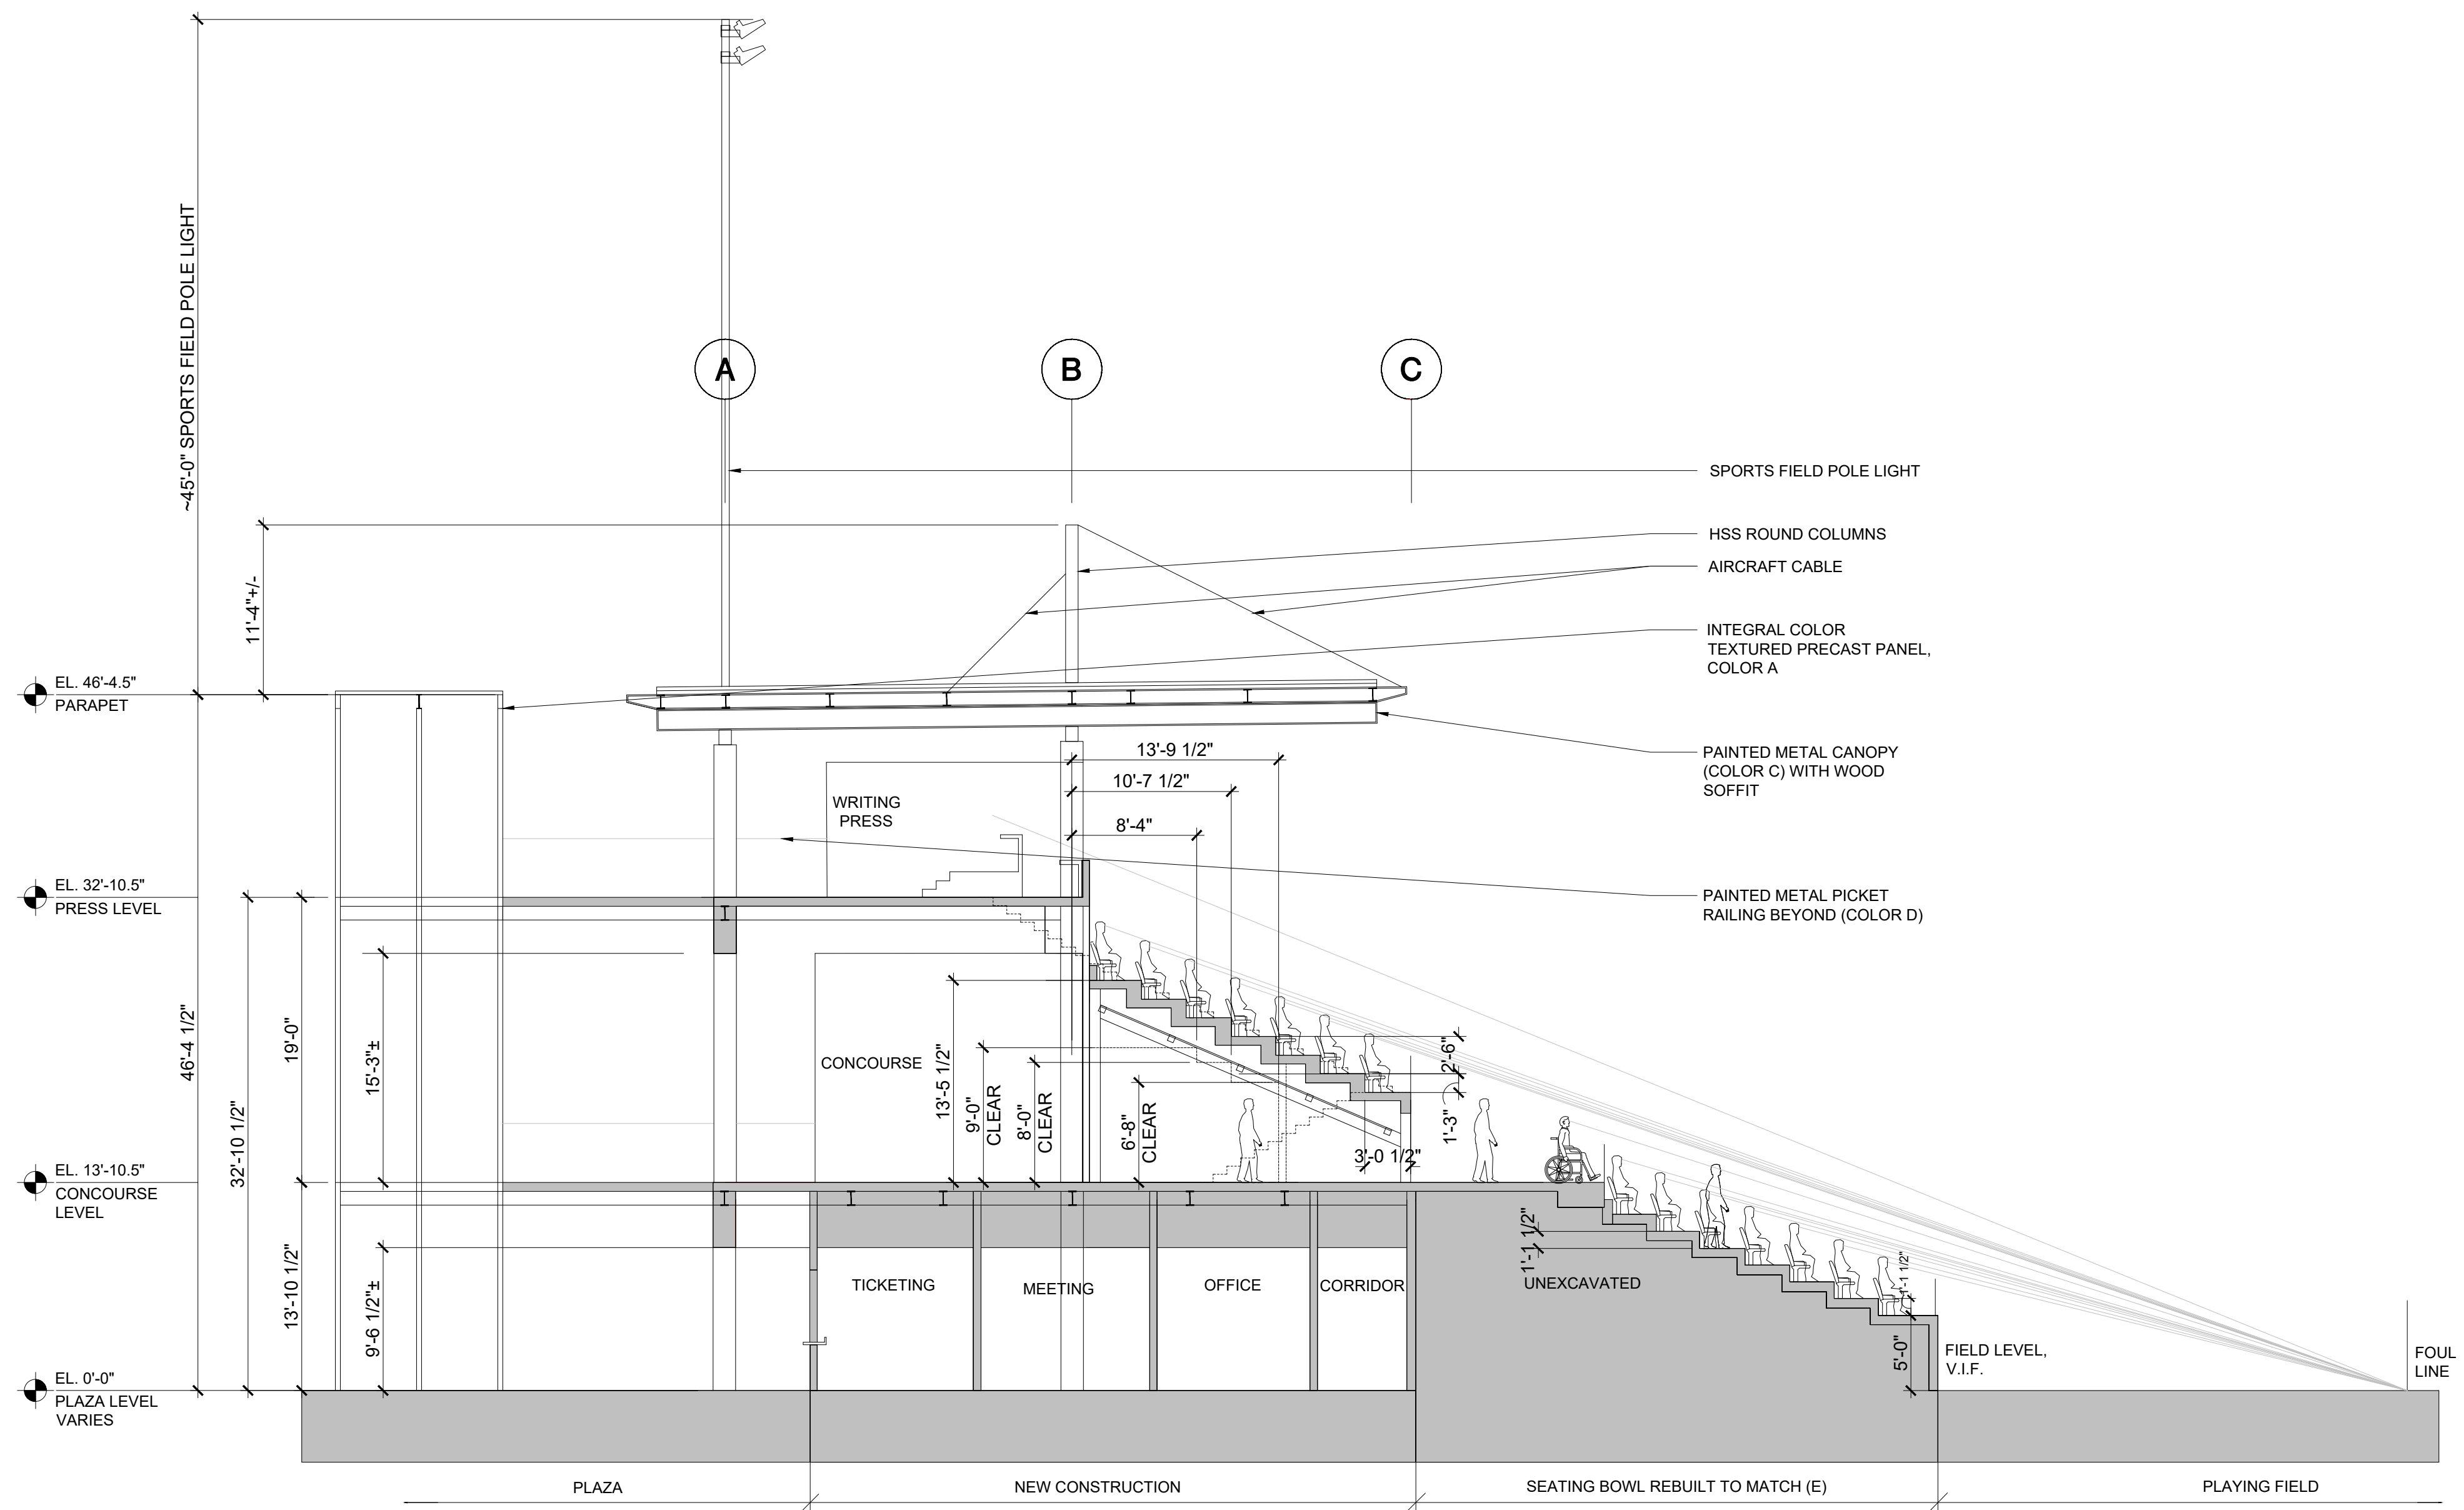 ~45'-0" SPORTS FIELD POLE LIGHT
A
B
C
SPORTS FIELD POLE LIGHT
HSS ROUND COLUMNS
AIRCRAFT CABLE
11'-4"+/-
INTEGRAL COLOR
TEXTURED PRECAST PANEL,
COLOR A
EL. 46'-4.5"
PARAPET
PAINTED METAL CANOPY
(COLOR C) WITH WOOD
SOFFIT
13'-9 1/2"
10'-7 1/2"
8'-4"
WRITING
PRESS
EL. 32'-10.5"
PRESS LEVEL
PAINTED METAL PICKET
RAILING BEYOND (COLOR D)
46'-4 1/2"
32'-10 1/2"
19'-0"
15'-3"±
CONCOURSE
13'-5 1/2"
9'-0"
CLEAR
8'-0"
CLEAR
6'-8"
CLEAR
2'-6"
1'-3"
3'-0 1/2"
EL. 13'-10.5"
CONCOURSE
LEVEL
13'-10 1/2"
9'-6 1/2"±
TICKETING
MEETING
OFFICE
CORRIDOR
1'-1 1/2"
UNEXCAVATED
1'-1 1/2"
5'-0"
FIELD LEVEL,
V.I.F.
FOUL
LINE
EL. 0'-0"
PLAZA LEVEL
VARIES
PLAZA
NEW CONSTRUCTION
SEATING BOWL REBUILT TO MATCH (E)
PLAYING FIELD